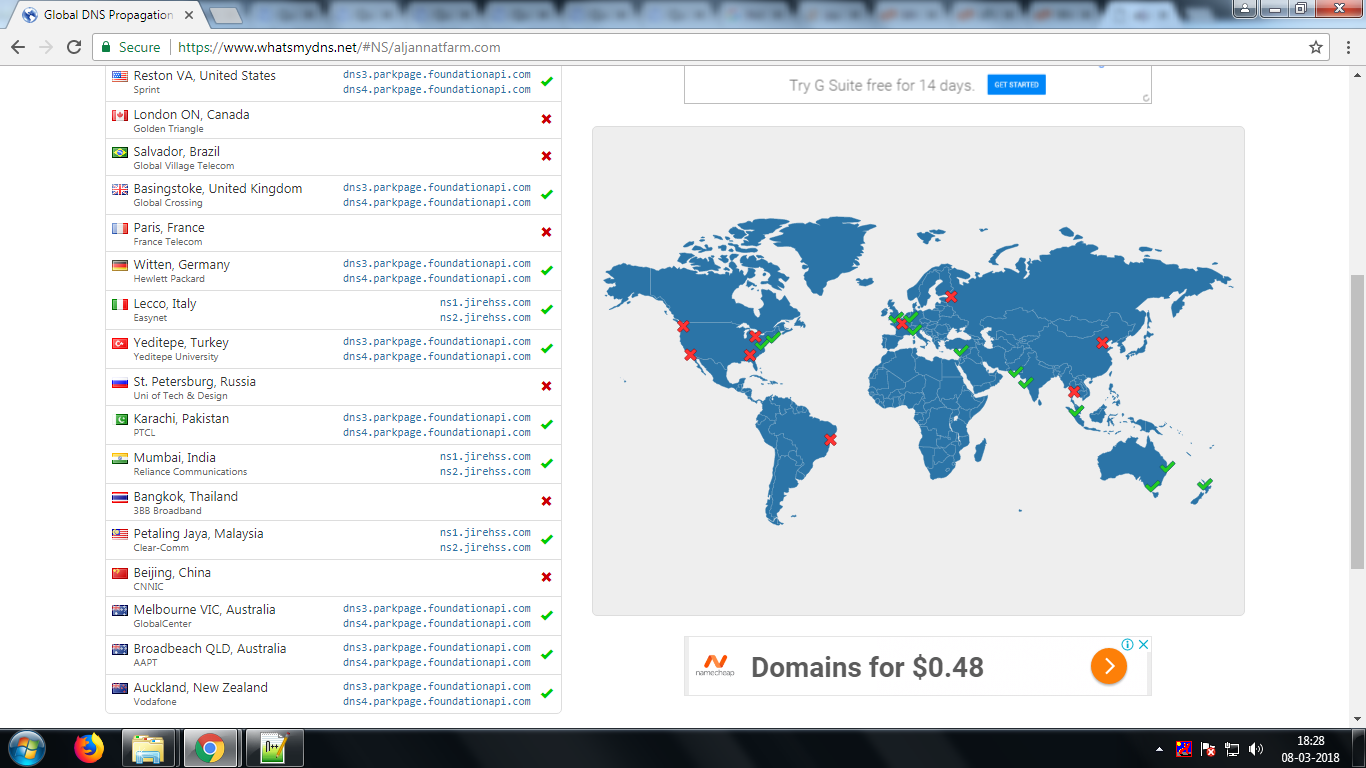 Global DNS Propagation
Secure
https://www.whatsmydns.net/#NS/aljannatfarm.com
Reston VA, United States
Sprint
dns3.parkpage.foundationapi.com
dns4.parkpage.foundationapi.com
London ON, Canada
Golden Triangle
Salvador, Brazil
Global Village Telecom
Basingstoke, United Kingdom
Global Crossing
dns3.parkpage.foundationapi.com
dns4.parkpage.foundationapi.com
Paris, France
France Telecom
Witten, Germany
Hewlett Packard
dns3.parkpage.foundationapi.com
dns4.parkpage.foundationapi.com
Lecco, Italy
Easynet
ns1.jirehss.com
ns2.jirehss.com
Yeditepe, Turkey
Yeditepe University
dns3.parkpage.foundationapi.com
dns4.parkpage.foundationapi.com
St. Petersburg, Russia
Uni of Tech & Design
Karachi, Pakistan
PTCL
dns3.parkpage.foundationapi.com
dns4.parkpage.foundationapi.com
Mumbai, India
Reliance Communications
ns1.jirehss.com
ns2.jirehss.com
Bangkok, Thailand
3BB Broadband
Petaling Jaya, Malaysia
Clear-Comm
ns1.jirehss.com
ns2.jirehss.com
Beijing, China
CNNIC
Melbourne VIC, Australia
GlobalCenter
dns3.parkpage.foundationapi.com
dns4.parkpage.foundationapi.com
Broadbeach QLD, Australia
AAPT
dns3.parkpage.foundationapi.com
dns4.parkpage.foundationapi.com
Auckland, New Zealand
Vodafone
dns3.parkpage.foundationapi.com
dns4.parkpage.foundationapi.com
Try G Suite free for 14 days.
GET STARTED
namecheap
Domains for $0.48
18:28
08-03-2018